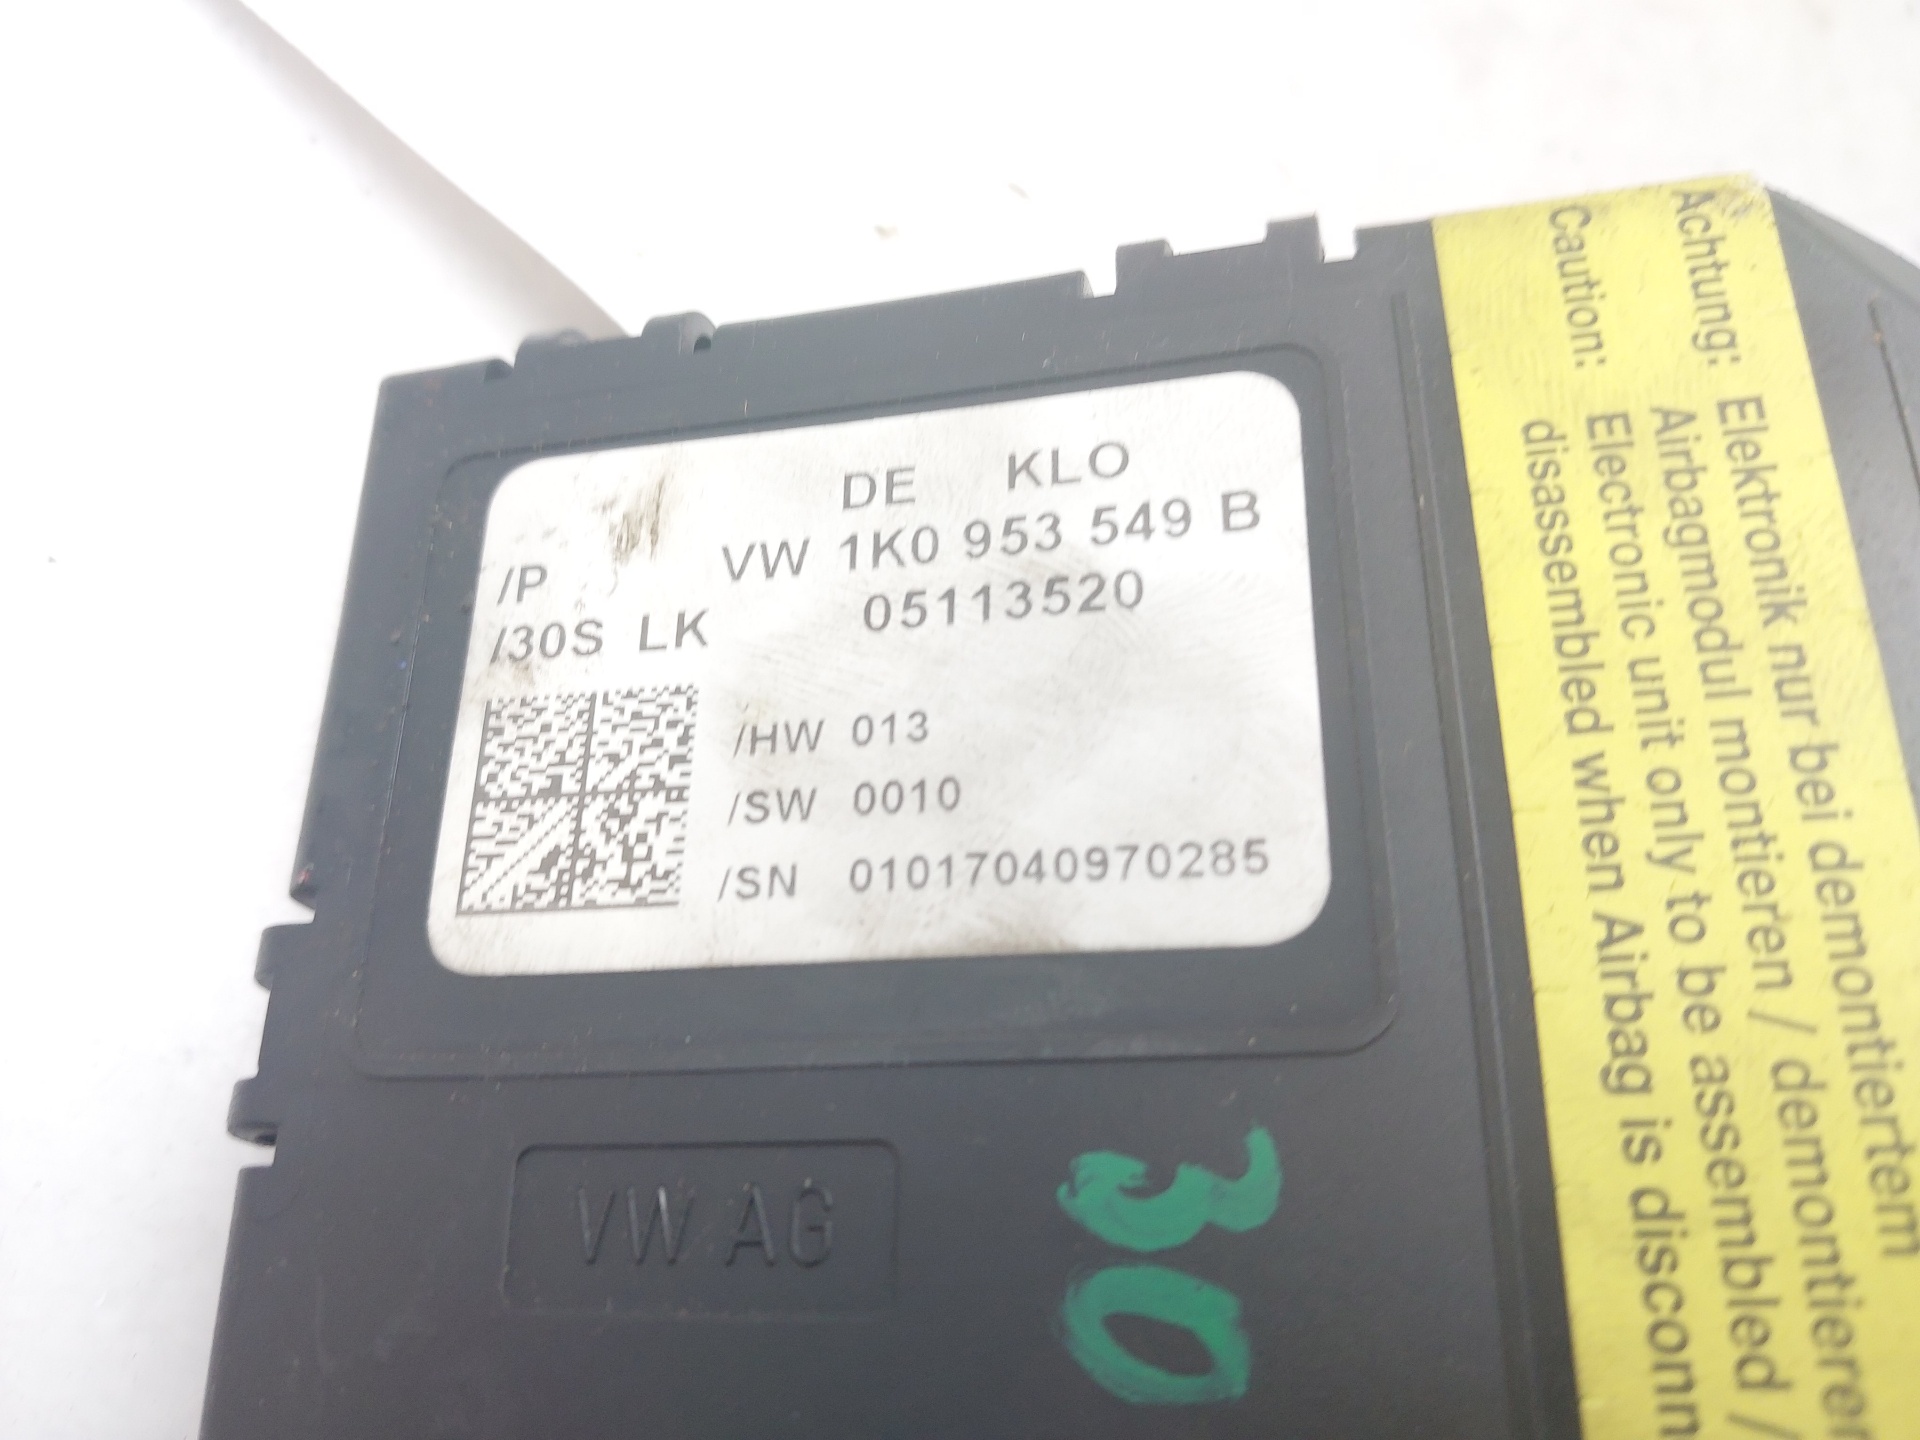 DE KLO
/P VW 1K0 953 549 B
/30S LK 05113520
/HW 013
/SW 0010
/SN 01017040970285
VW AG
30
Achtung: Elektronik nur bei demontiertem
Airbagmodul montieren / demontieren
Caution: Electronic unit only to be assembled /
disassembled when Airbag is disconn